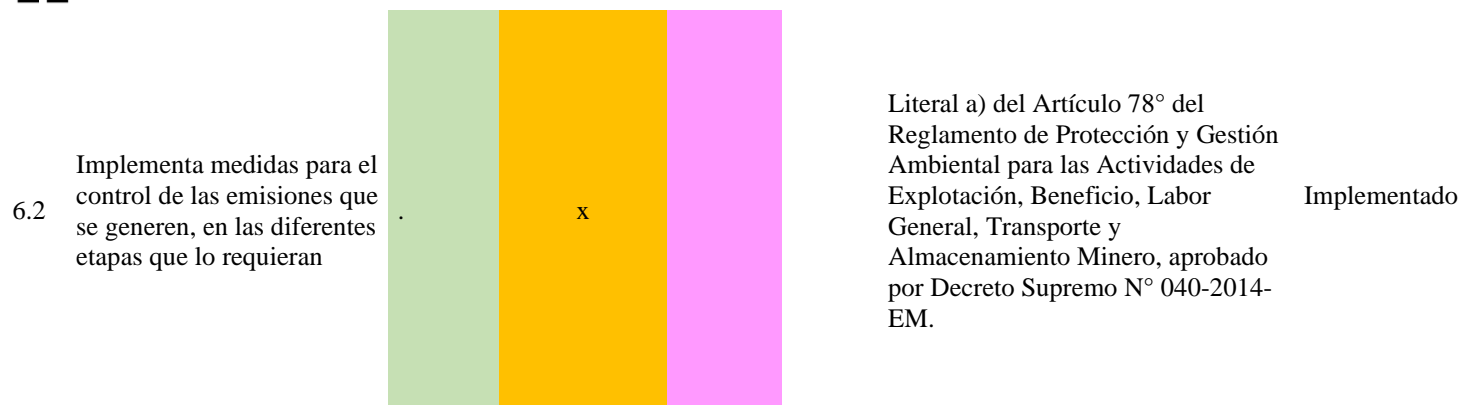 6.2
Implementa medidas para el
control de las emisiones que
se generen, en las diferentes
etapas que lo requieran
.
x
Literal a) del Artículo 78° del
Reglamento de Protección y Gestión
Ambiental para las Actividades de
Explotación, Beneficio, Labor
General, Transporte y
Almacenamiento Minero, aprobado
por Decreto Supremo N° 040-2014-
EM.
Implementado